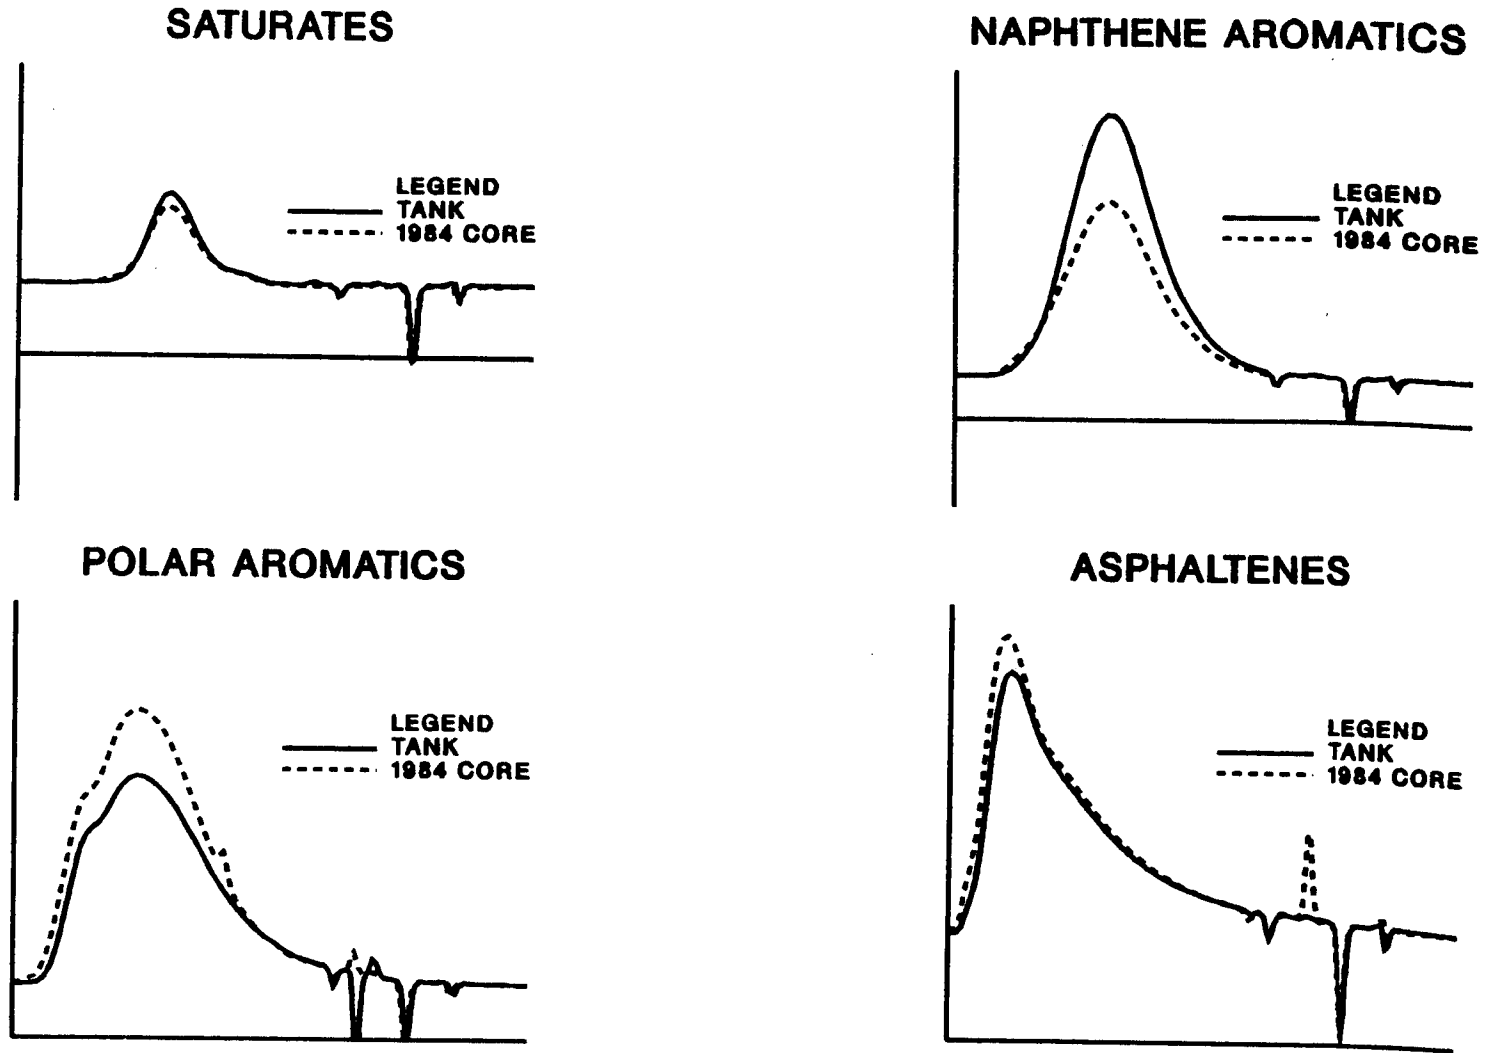 SATURATES
LEGEND
TANK
1984 CORE
NAPHTHENE AROMATICS
LEGEND
TANK
1984 CORE
POLAR AROMATICS
LEGEND
TANK
1984 CORE
ASPHALTENES
LEGEND
TANK
1984 CORE